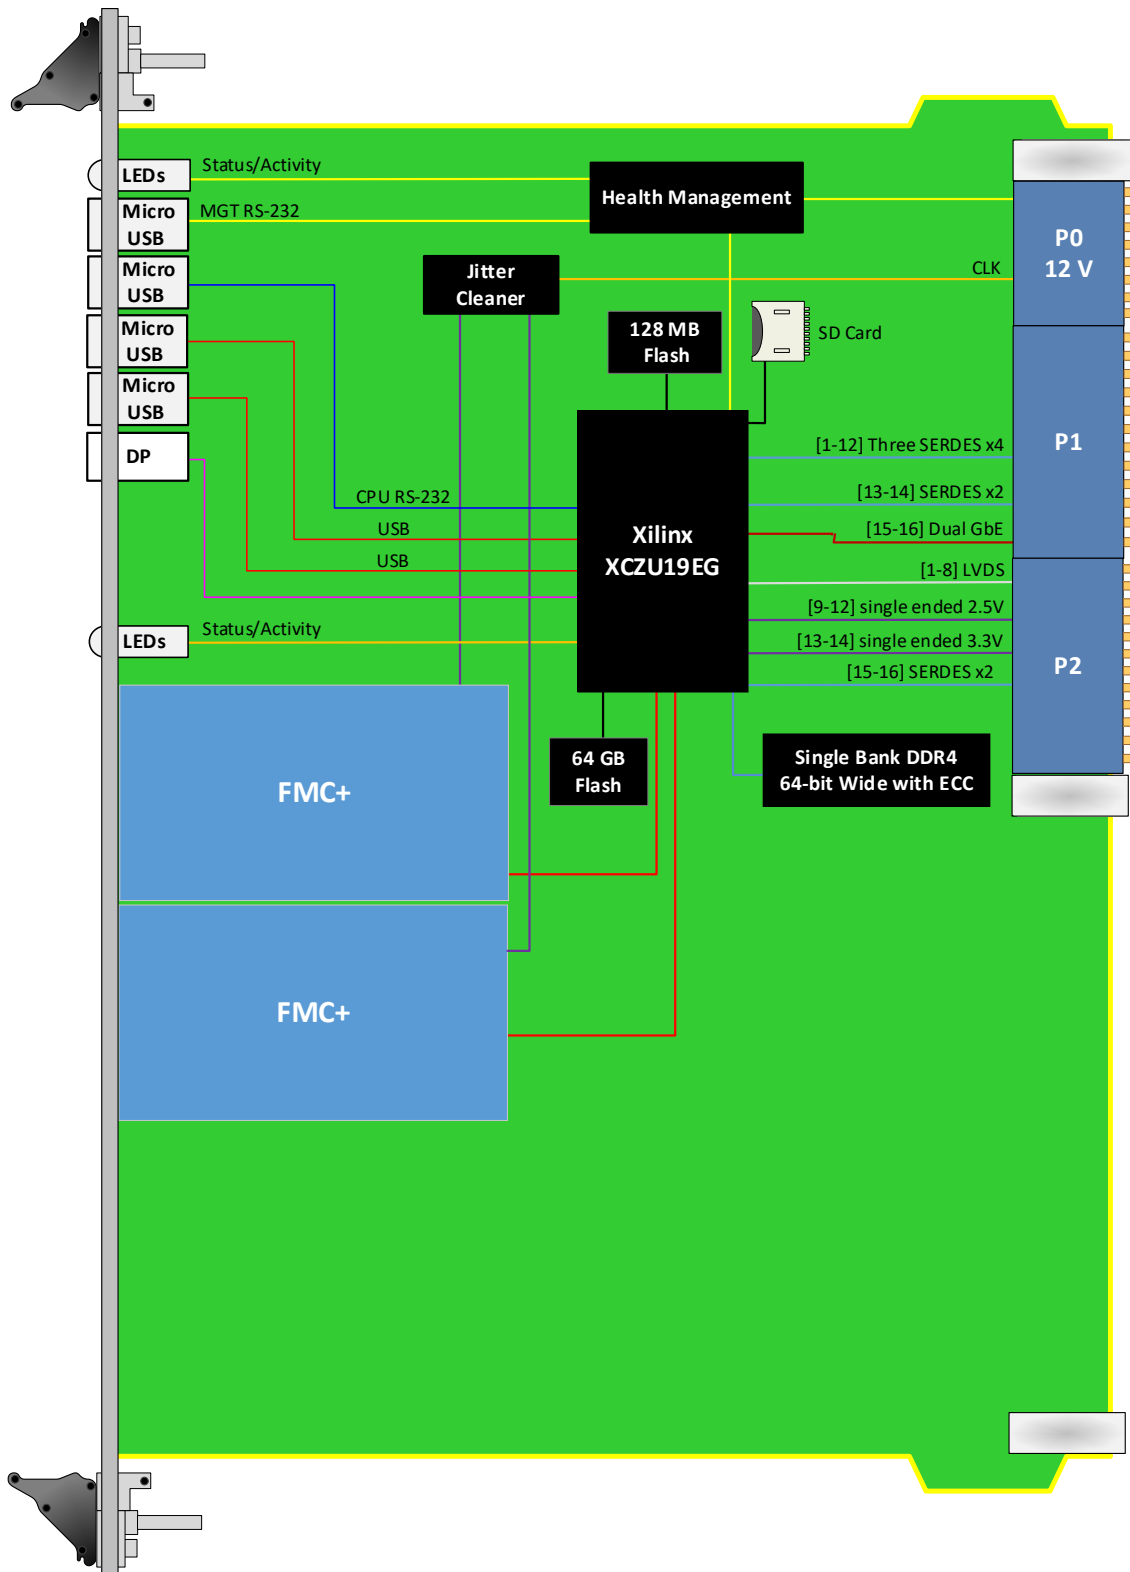 LEDs
Status/Activity
Micro
USB
MGT RS-232
Health Management
P0
12 V
Micro
USB
Jitter
Cleaner
CLK
Micro
USB
128 MB
Flash
SD Card
Micro
USB
DP
P1
[1-12] Three SERDES x4
[13-14] SERDES x2
CPU RS-232
USB
USB
Xilinx
XCZU19EG
[15-16] Dual GbE
[1-8] LVDS
[9-12] single ended 2.5V
[13-14] single ended 3.3V
[15-16] SERDES x2
P2
LEDs
Status/Activity
FMC+
64 GB
Flash
Single Bank DDR4
64-bit Wide with ECC
FMC+